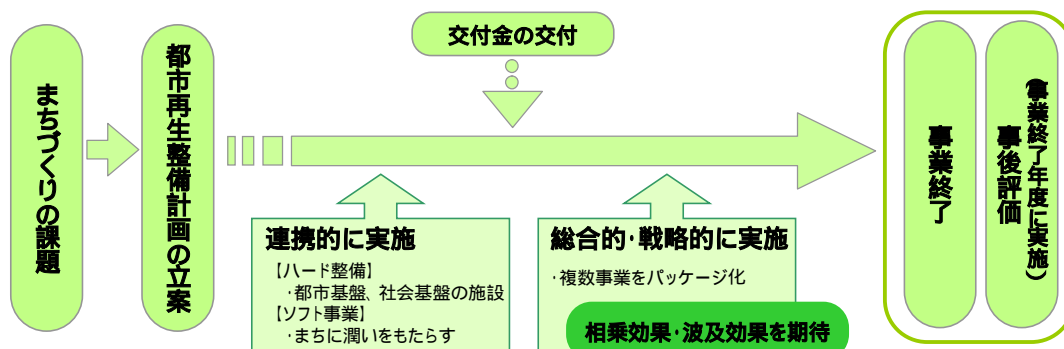 まちづくりの課題
都市再生整備計画の立案
交付金の交付
連携的に実施
【ハード整備】
・都市基盤、社会基盤の施設
【ソフト事業】
・まちに潤いをもたらす
総合的・戦略的に実施
・複数事業をパッケージ化
相乗効果・波及効果を期待
事業終了
事後評価
(事業終了年度に実施)